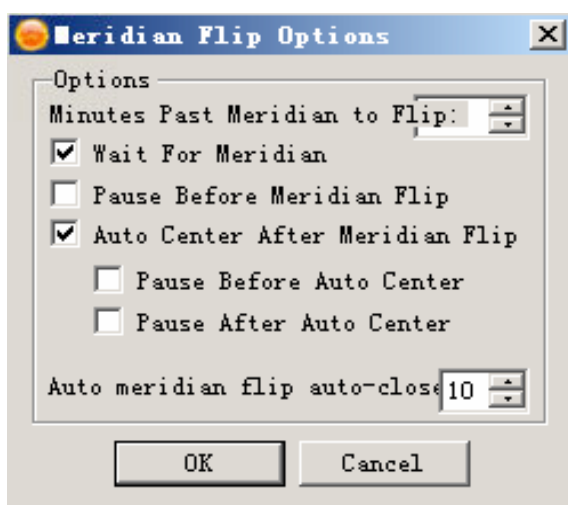 Meridian Flip Options
Options
Minutes Past Meridian to Flip:
Wait For Meridian
Pause Before Meridian Flip
Auto Center After Meridian Flip
Pause Before Auto Center
Pause After Auto Center
Auto meridian flip auto-close 10
OK Cancel